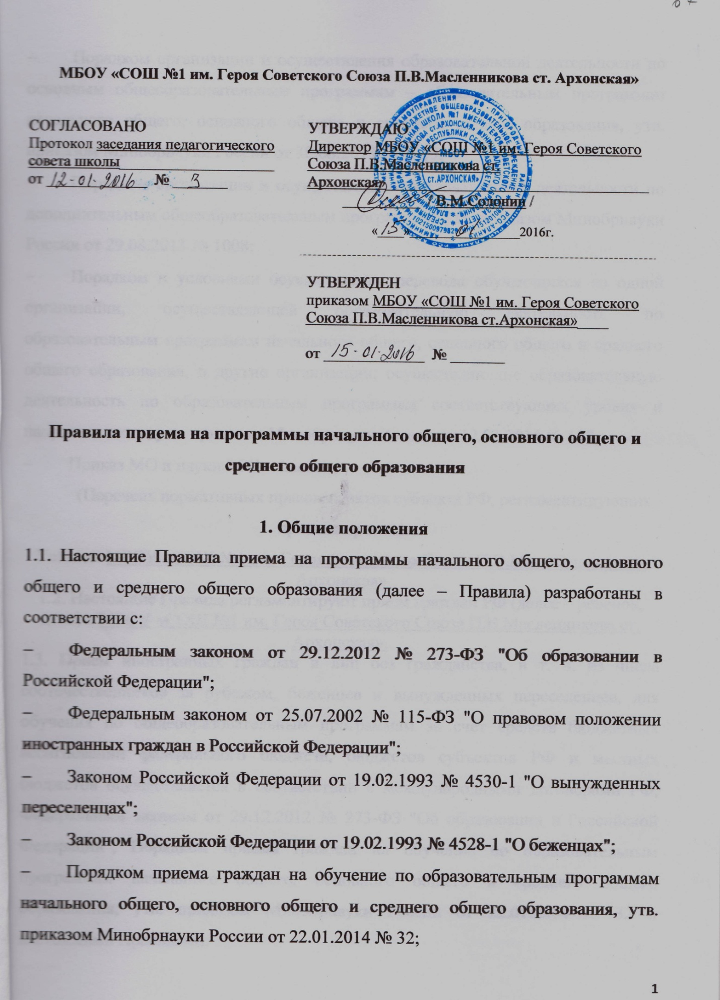 МБОУ «СОШ №1 им. Героя Советского Союза П.В.Масленникова ст. Архонская»
СОГЛАСОВАНО
Протокол заседания педагогического
совета школы
от 12-01-2016 № 3
УТВЕРЖДАЮ
Директор МБОУ «СОШ №1 им. Героя Советского
Союза П.В.Масленникова ст.
Архонская»
/ В.М.Солонин /
«15» 01 2016г.
МБОУ
ст.АРХОНСКАЯ»
УТВЕРЖДЕН
приказом МБОУ «СОШ №1 им. Героя Советского
Союза П.В.Масленникова ст.Архонская»
от 15-01-2016 №
Правила приема на программы начального общего, основного общего и
среднего общего образования
1. Общие положения
1.1. Настоящие Правила приема на программы начального общего, основного
общего и среднего общего образования (далее – Правила) разработаны в
соответствии с:
– Федеральным законом от 29.12.2012 № 273-ФЗ "Об образовании в
Российской Федерации";
– Федеральным законом от 25.07.2002 № 115-ФЗ "О правовом положении
иностранных граждан в Российской Федерации";
– Законом Российской Федерации от 19.02.1993 № 4530-1 "О вынужденных
переселенцах";
– Законом Российской Федерации от 19.02.1993 № 4528-1 "О беженцах";
– Порядком приема граждан на обучение по образовательным программам
начального общего, основного общего и среднего общего образования, утв.
приказом Минобрнауки России от 22.01.2014 № 32;
1